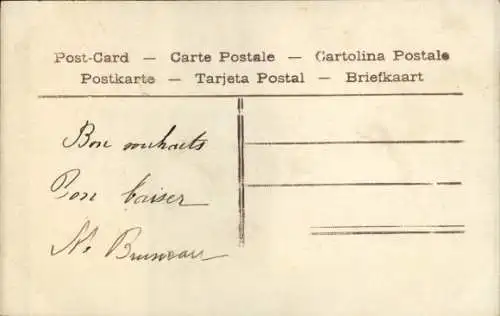 Post-Card — Carte Postale — Cartolina Postale
Postkarte — Tarjeta Postal — Briefkaart
Bon souhaits
Bon baiser